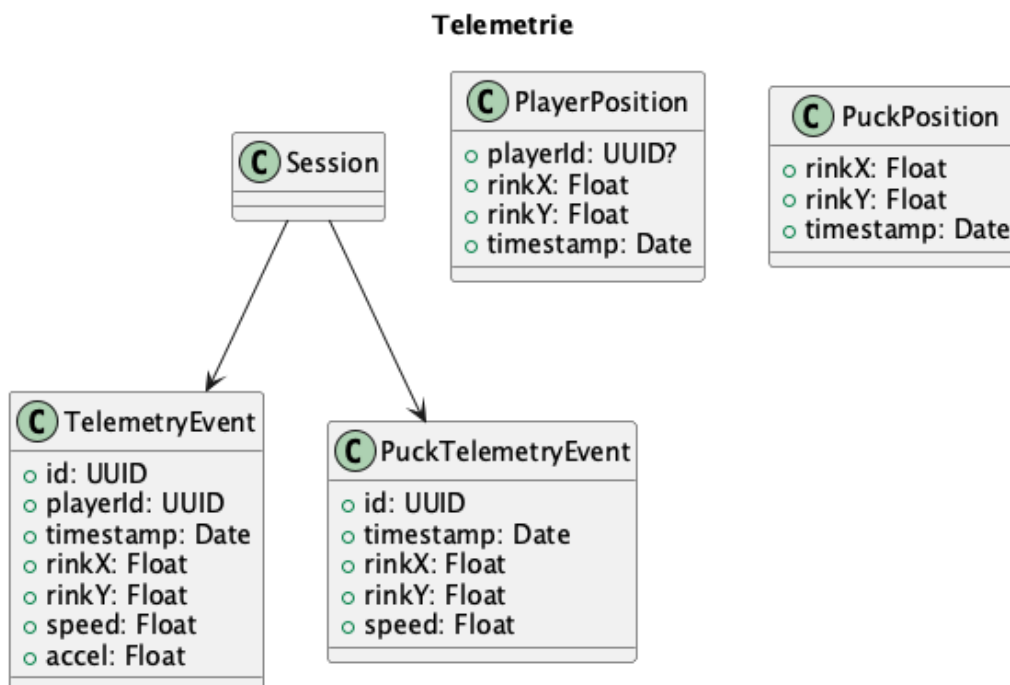 Telemetrie
C Session
C PlayerPosition
playerId: UUID?
rinkX: Float
rinkY: Float
timestamp: Date
C PuckPosition
rinkX: Float
rinkY: Float
timestamp: Date
C TelemetryEvent
id: UUID
playerId: UUID
timestamp: Date
rinkX: Float
rinkY: Float
speed: Float
accel: Float
C PuckTelemetryEvent
id: UUID
timestamp: Date
rinkX: Float
rinkY: Float
speed: Float